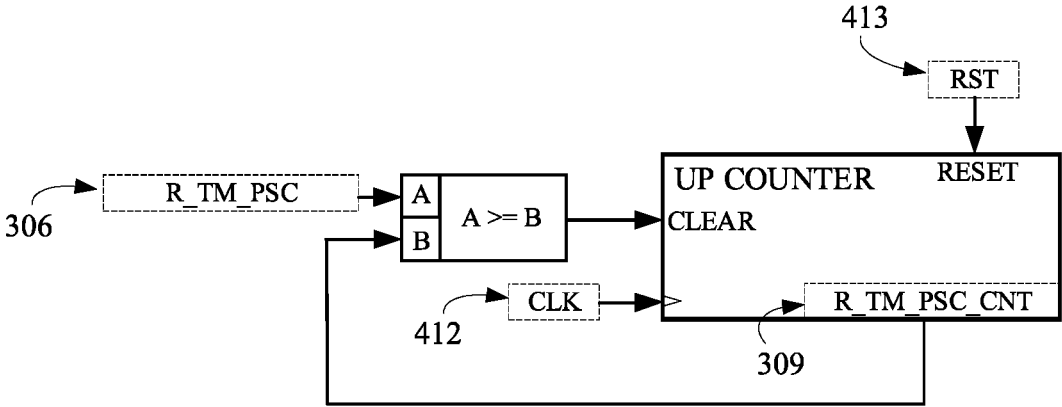 413
RST
UP COUNTER
RESET
306
R_TM_PSC
A
A >= B
B
CLEAR
412
CLK
309
R_TM_PSC_CNT